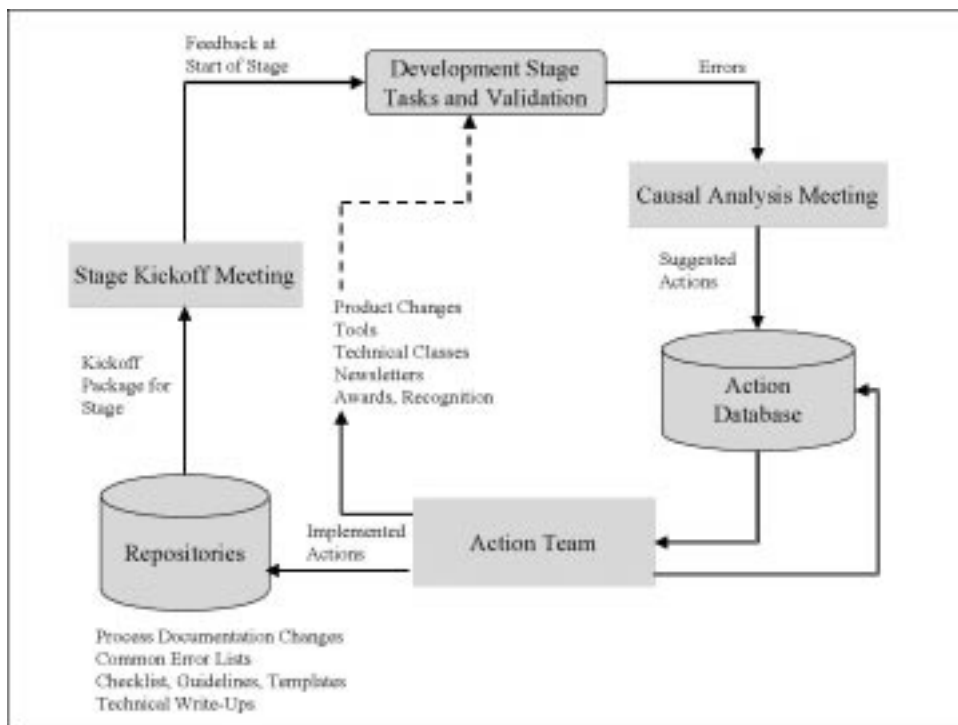 Feedback at
Start of Stage
Development Stage
Tasks and Validation
Errors
Causal Analysis Meeting
Suggested
Actions
Stage Kickoff Meeting
Product Changes
Tools
Technical Classes
Newsletters
Awards, Recognition
Kickoff
Package for
Stage
Action
Database
Implemented
Actions
Action Team
Repositories
Process Documentation Changes
Common Error Lists
Checklist, Guidelines, Templates
Technical Write-Ups